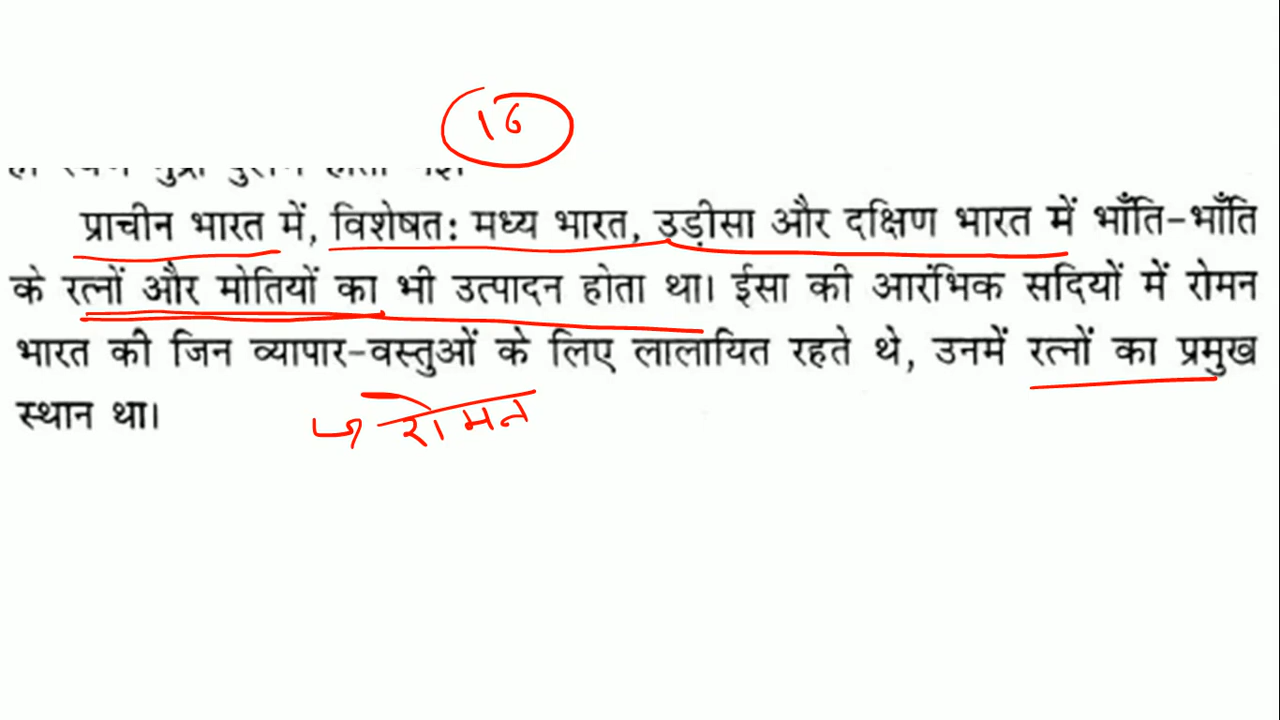 16
प्राचीन भारत में, विशेषत: मध्य भारत, उड़ीसा और दक्षिण भारत में भाँति-भाँति
के रत्नों और मोतियों का भी उत्पादन होता था। ईसा की आरंभिक सदियों में रोमन
भारत की जिन व्यापार-वस्तुओं के लिए लालायित रहते थे, उनमें रत्नों का प्रमुख
स्थान था।
रोमन